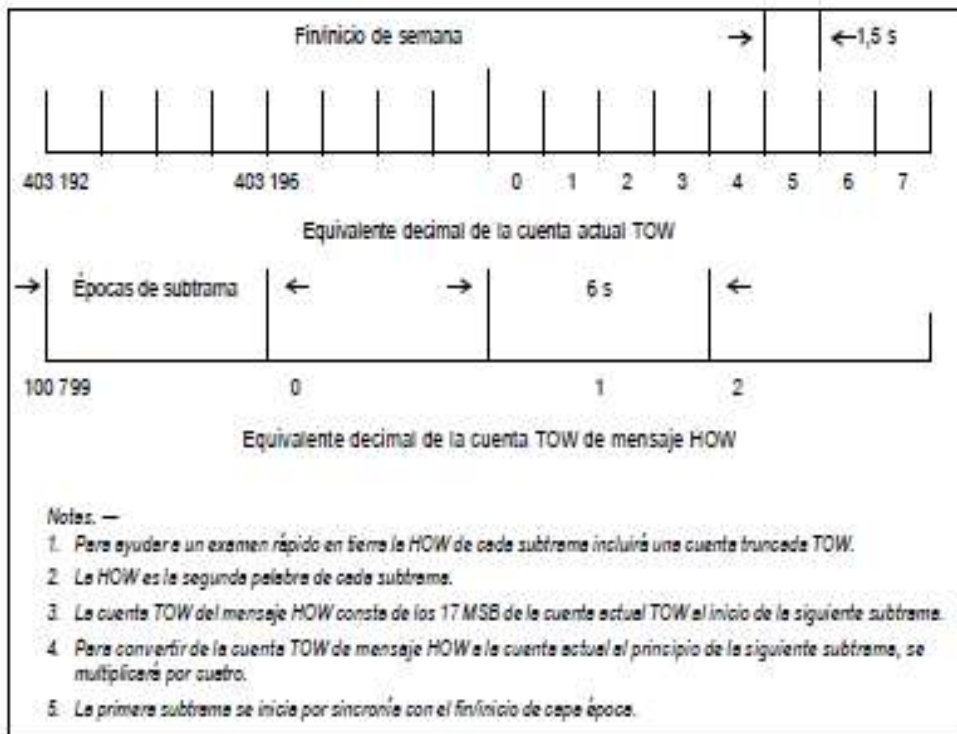 Fin/inicio de semana → ←1,5 s
403 192 403 196 0 1 2 3 4 5 6 7
Equivalente decimal de la cuenta actual TOW
→ Épocas de subtrama ← → 6 s ←
100 799 0 1 2
Equivalente decimal de la cuenta TOW de mensaje HOW
Notas. —
1. Para ayudar a un examen rápido en tierra la HOW de cada subtrama incluirá una cuenta truncada TOW.
2. La HOW es la segunda palabra de cada subtrama.
3. La cuenta TOW del mensaje HOW consta de los 17 MSB de la cuenta actual TOW al inicio de la siguiente subtrama.
4. Para convertir de la cuenta TOW de mensaje HOW a la cuenta actual al principio de la siguiente subtrama, se
multiplicará por cuatro.
5. La primera subtrama se inicia por sincronía con el fin/inicio de capa época.